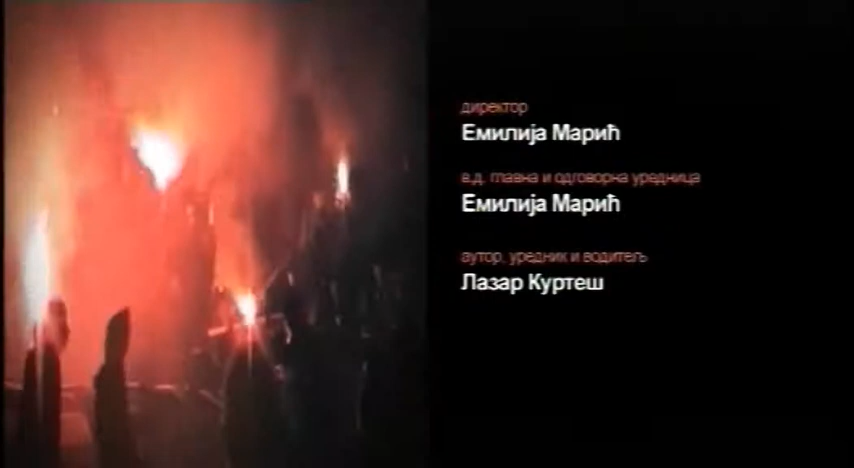 директор
Емилија Марић
в.д. главна и одговорна уредница
Емилија Марић
аутор, уредник и водитељ
Лазар Куртеш